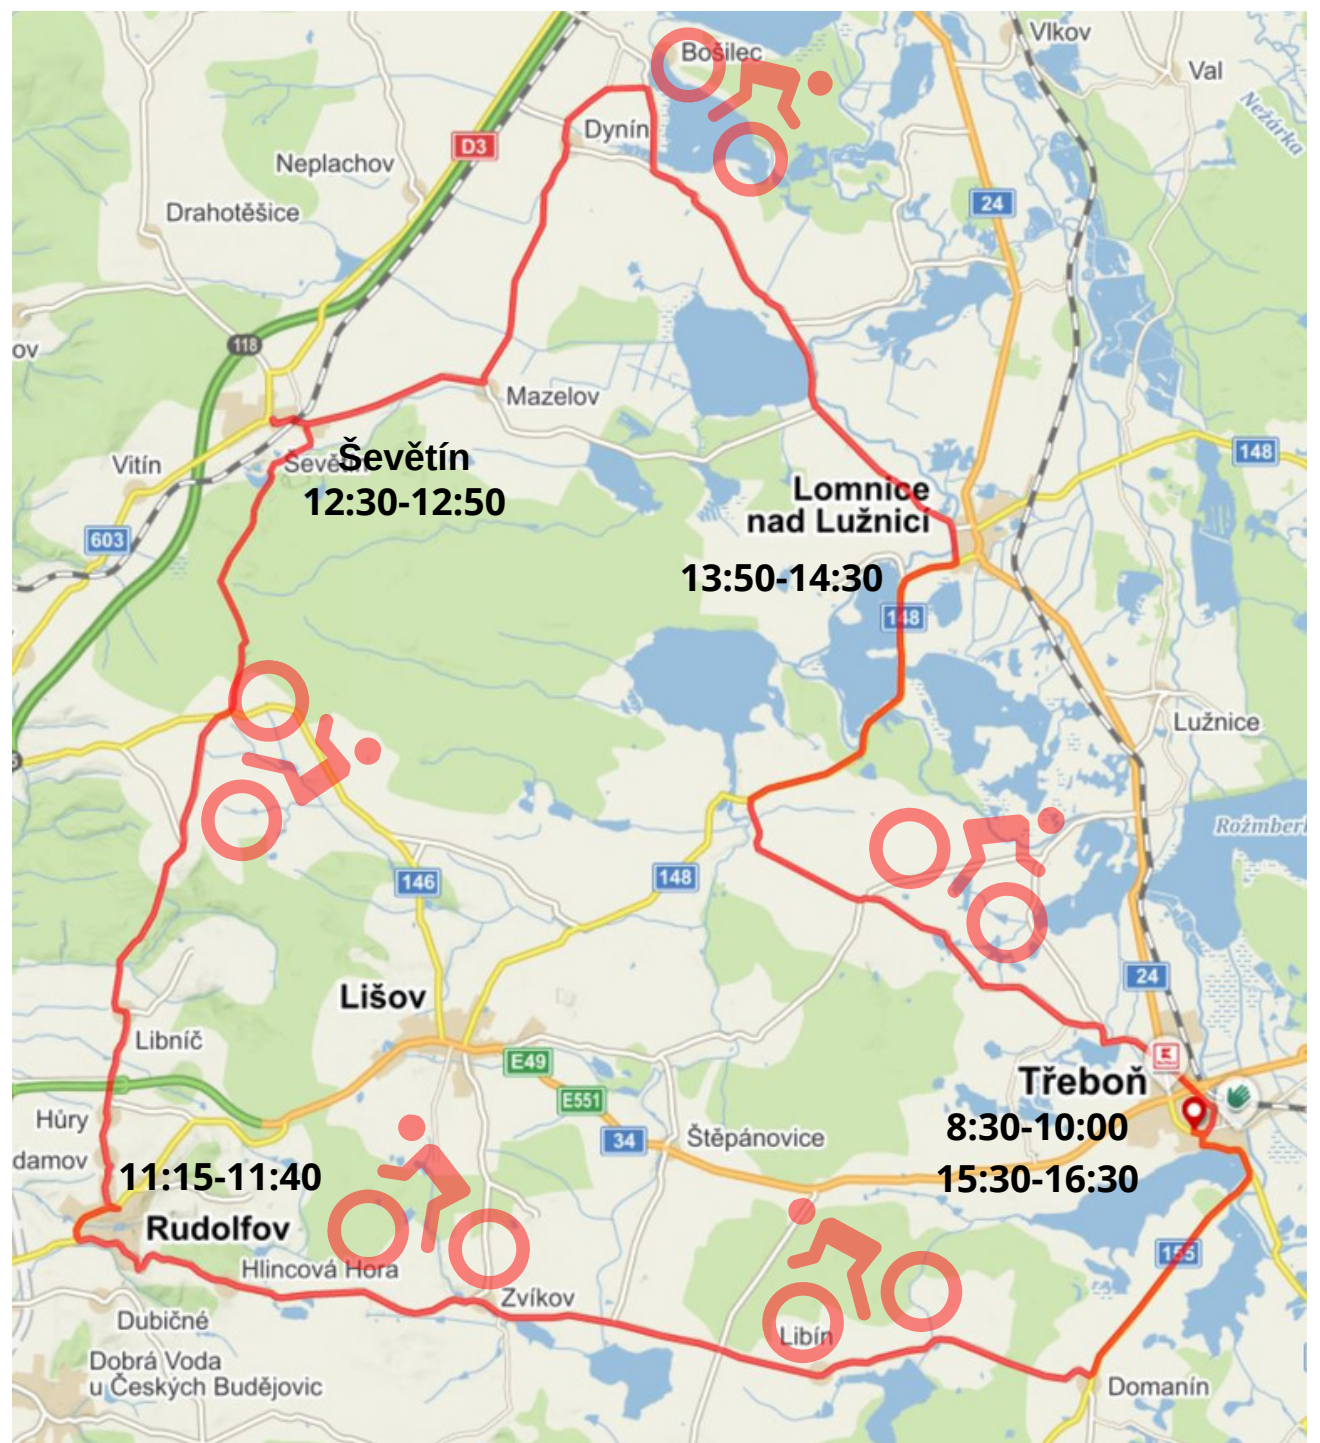 Bošilec
Vlkov
Val
Nežárka
Dynín
D3
Neplachov
24
Drahotěšice
118
ov
Mazelov
148
Vitín
Ševětín
Ševětín
12:30-12:50
Lomnice
nad Lužnicí
603
13:50-14:30
148
Lužnice
Rožmberk
146
148
24
Lišov
Libníč
E49
Třeboň
E551
8:30-10:00
Hůry
34
Štěpánovice
damov
11:15-11:40
15:30-16:30
Rudolfov
155
Hlincová Hora
Zvíkov
Dubičné
Libín
Dobrá Voda
u Českých Budějovic
Domanín